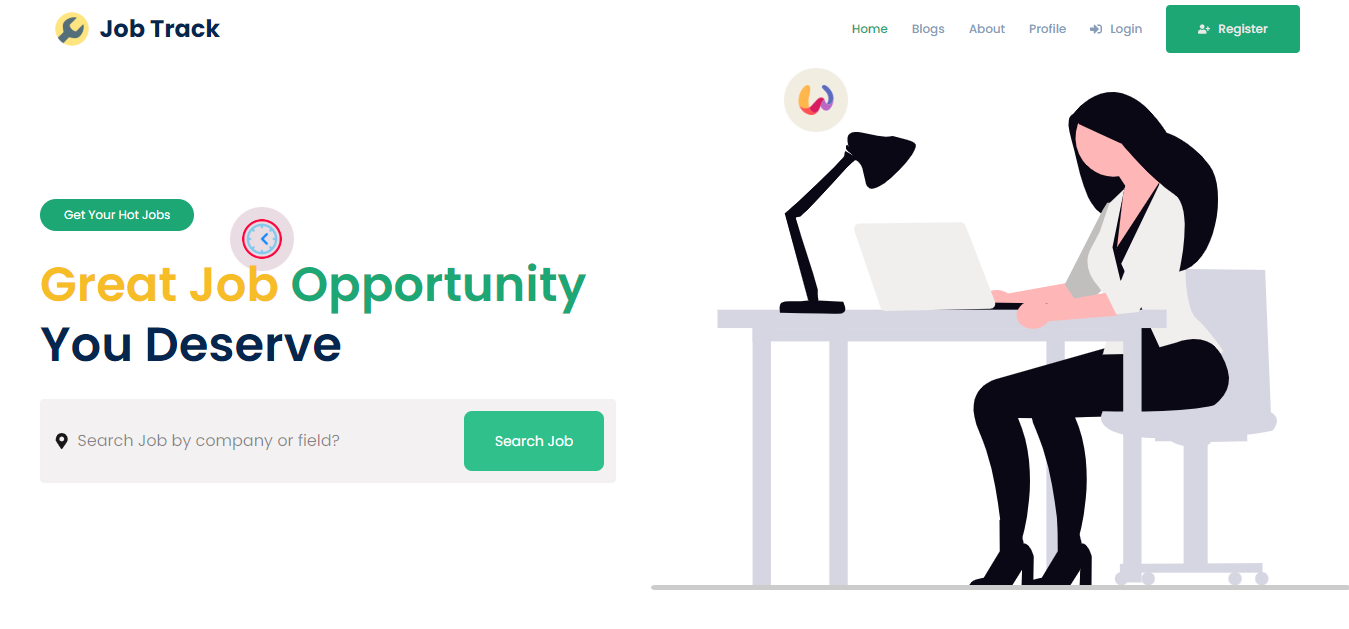 Job Track
Home
Blogs
About
Profile
Login
Register
Get Your Hot Jobs
Great Job Opportunity
You Deserve
Search Job by company or field?
Search Job